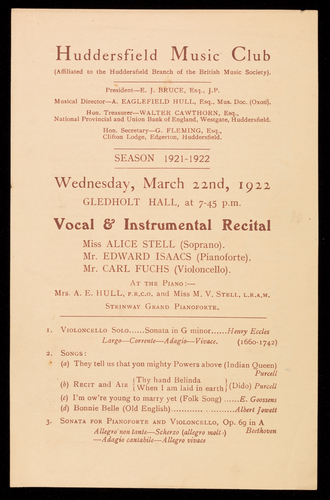 Huddersfield Music Club
(Affiliated to the Huddersfield Branch of the British Music Society).
President—E. J. BRUCE, Esq., J.P.
Musical Director—A. EAGLEFIELD HULL, Esq., Mus. Doc. (Oxon).
Hon. Treasurer—WALTER CAWTHORN, Esq.,
National Provincial and Union Bank of England, Westgate, Huddersfield.
Hon. Secretary—G. FLEMING, Esq.,
Clifton Lodge, Edgerton, Huddersfield.
SEASON 1921-1922
Wednesday, March 22nd, 1922
GLEDHOLT HALL, at 7-45 p.m.
Vocal & Instrumental Recital
Miss ALICE STELL (Soprano).
Mr. EDWARD ISAACS (Pianoforte).
Mr. CARL FUCHS (Violoncello).
At the Piano:—
Mrs. A. E. HULL, F.R.C.O. and Miss M. V. Stell, L.R.A.M.
Steinway Grand Pianoforte.
1. Violoncello Solo......Sonata in G minor......Henry Eccles
Largo—Corrente—Adagio—Vivace. (1660-1742)
2. Songs:
(a) They tell us that you mighty Powers above (Indian Queen)
Purcell
(b) Recit and Air { Thy hand Belinda
When I am laid in earth } (Dido) Purcell
(c) I'm ow're young to marry yet (Folk Song) ......E. Goossens
(d) Bonnie Belle (Old English)..................Albert Jowett
3. Sonata for Pianoforte and Violoncello, Op. 69 in A
Allegro non tanto—Scherzo (allegro molt) Beethoven
—Adagio cantabile—Allegro vivace